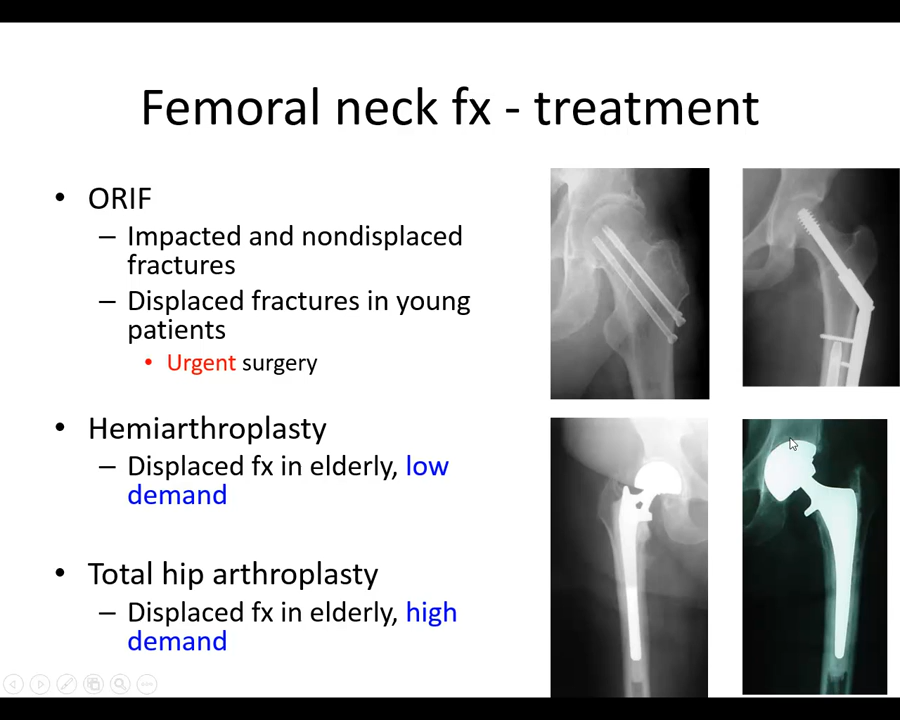 Femoral neck fx - treatment
• ORIF
– Impacted and nondisplaced
fractures
– Displaced fractures in young
patients
• Urgent surgery
• Hemiarthroplasty
– Displaced fx in elderly, low
demand
• Total hip arthroplasty
– Displaced fx in elderly, high
demand